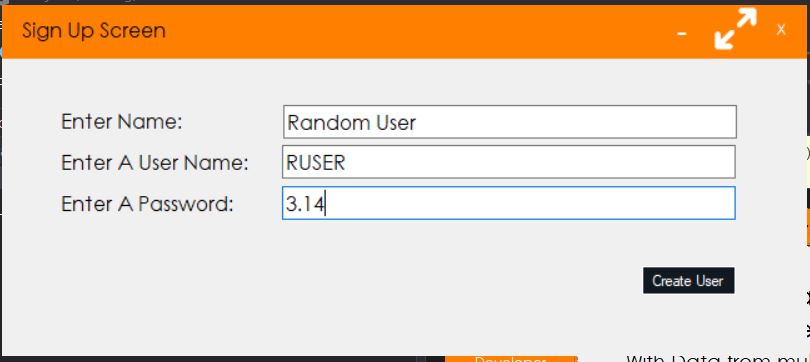 Sign Up Screen
Enter Name: Random User
Enter A User Name: RUSER
Enter A Password: 3.14
Create User
Developer
With Data from